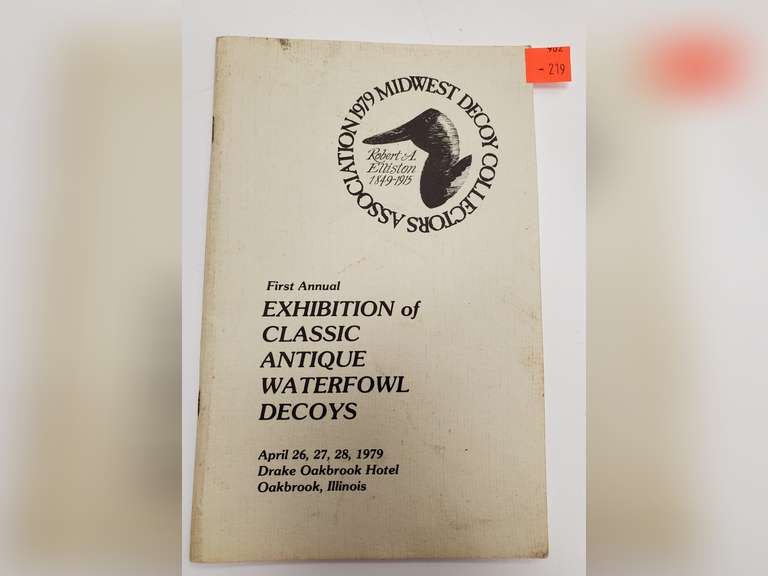 902
- 219
1979 MIDWEST DECOY COLLECTORS ASSOCIATION
Robert A.
Elliston
1849-1915
First Annual
EXHIBITION of
CLASSIC
ANTIQUE
WATERFOWL
DECOYS
April 26, 27, 28, 1979
Drake Oakbrook Hotel
Oakbrook, Illinois